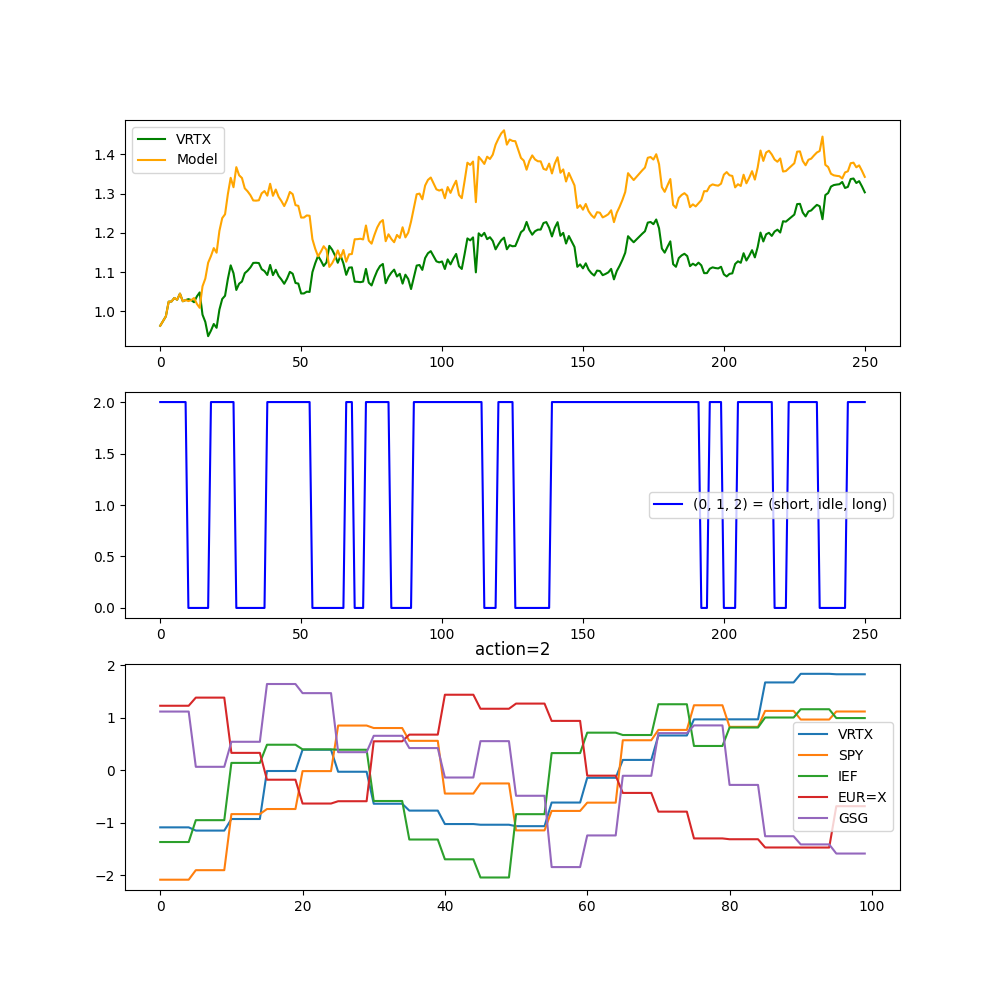 VRTX
Model
1.4
1.3
1.2
1.1
1.0
0 50 100 150 200 250
2.0
1.5
1.0
0.5
0.0
(0, 1, 2) = (short, idle, long)
0 50 100 150 200 250
action=2
2
1
0
−1
−2
VRTX
SPY
IEF
EUR=X
GSG
0 20 40 60 80 100